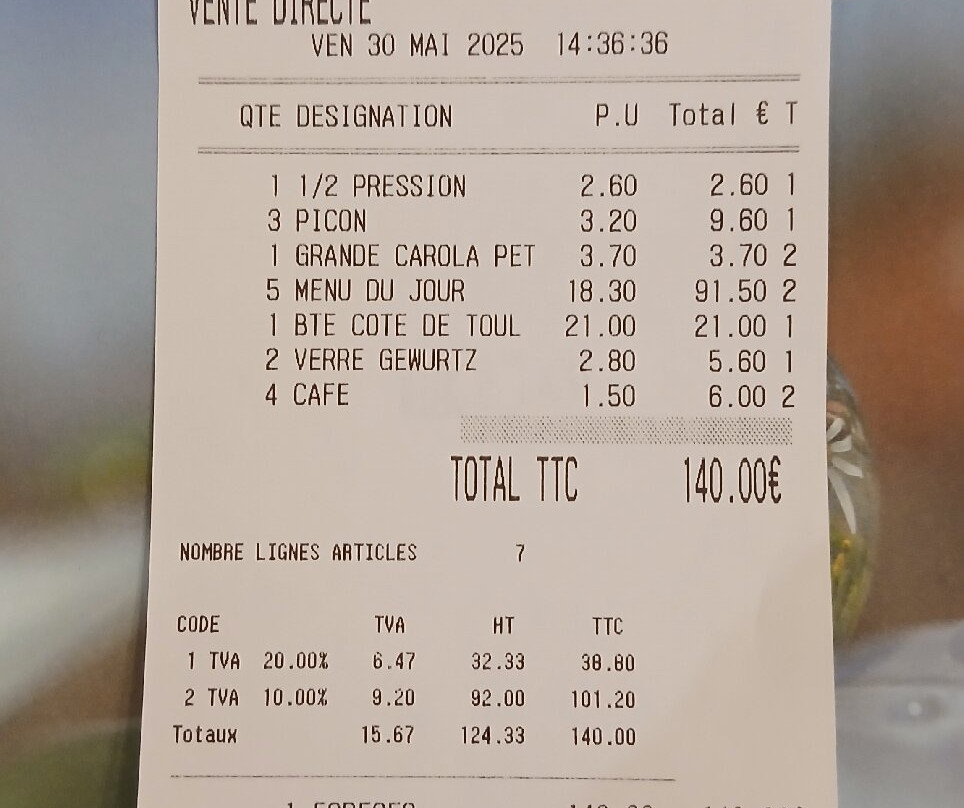 VENTE DIRECTE
VEN 30 MAI 2025 14:36:36
QTE DESIGNATION P.U Total € T
1 1/2 PRESSION 2.60 2.60 1
3 PICON 3.20 9.60 1
1 GRANDE CAROLA PET 3.70 3.70 2
5 MENU DU JOUR 18.30 91.50 2
1 BTE COTE DE TOUL 21.00 21.00 1
2 VERRE GEWURTZ 2.80 5.60 1
4 CAFE 1.50 6.00 2
TOTAL TTC 140.00€
NOMBRE LIGNES ARTICLES 7
CODE TVA HT TTC
1 TVA 20.00% 6.47 32.33 38.80
2 TVA 10.00% 9.20 92.00 101.20
Totaux 15.67 124.33 140.00